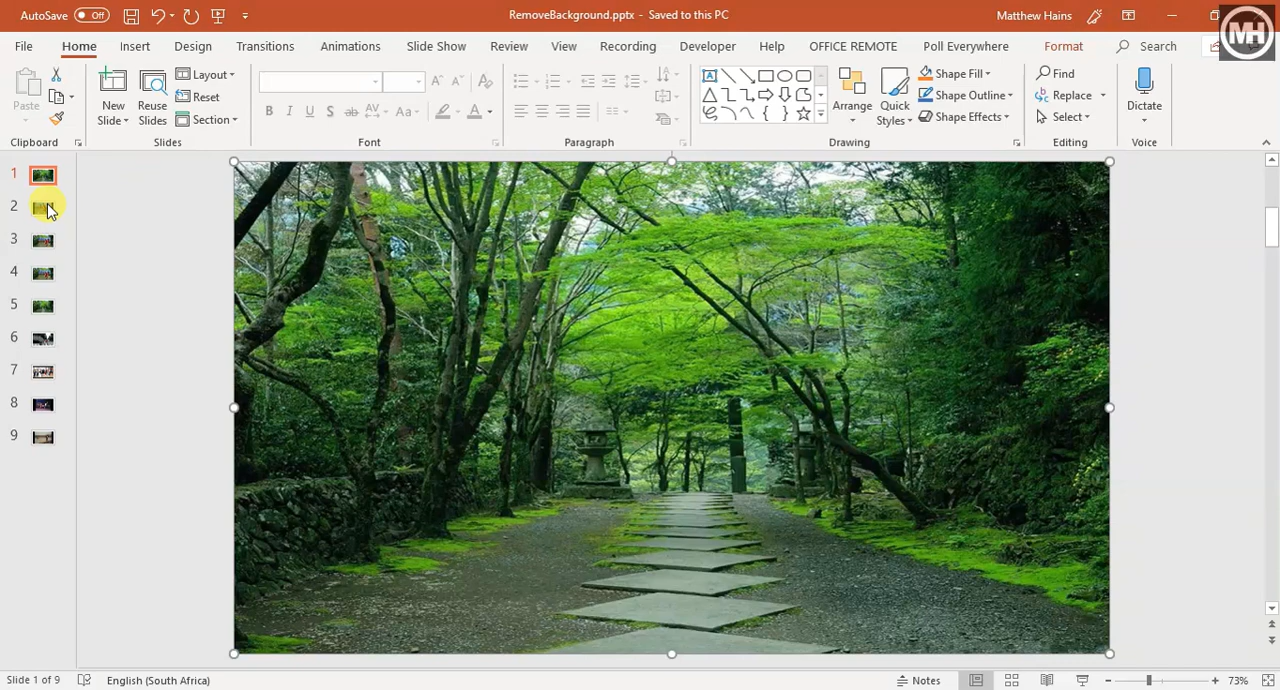 AutoSave Off RemoveBackground.pptx - Saved to this PC Matthew Hains
File Home Insert Design Transitions Animations Slide Show Review View Recording Developer Help OFFICE REMOTE Poll Everywhere Format Search MH
Paste New Slide Reuse Slides Layout Reset Section
Aa Arrange Quick Styles Shape Fill Shape Outline Shape Effects Find Replace Select Dictate
Clipboard Slides Font Paragraph Drawing Editing Voice
1
2
3
4
5
6
7
8
9
Slide 1 of 9 English (South Africa) Notes 73%